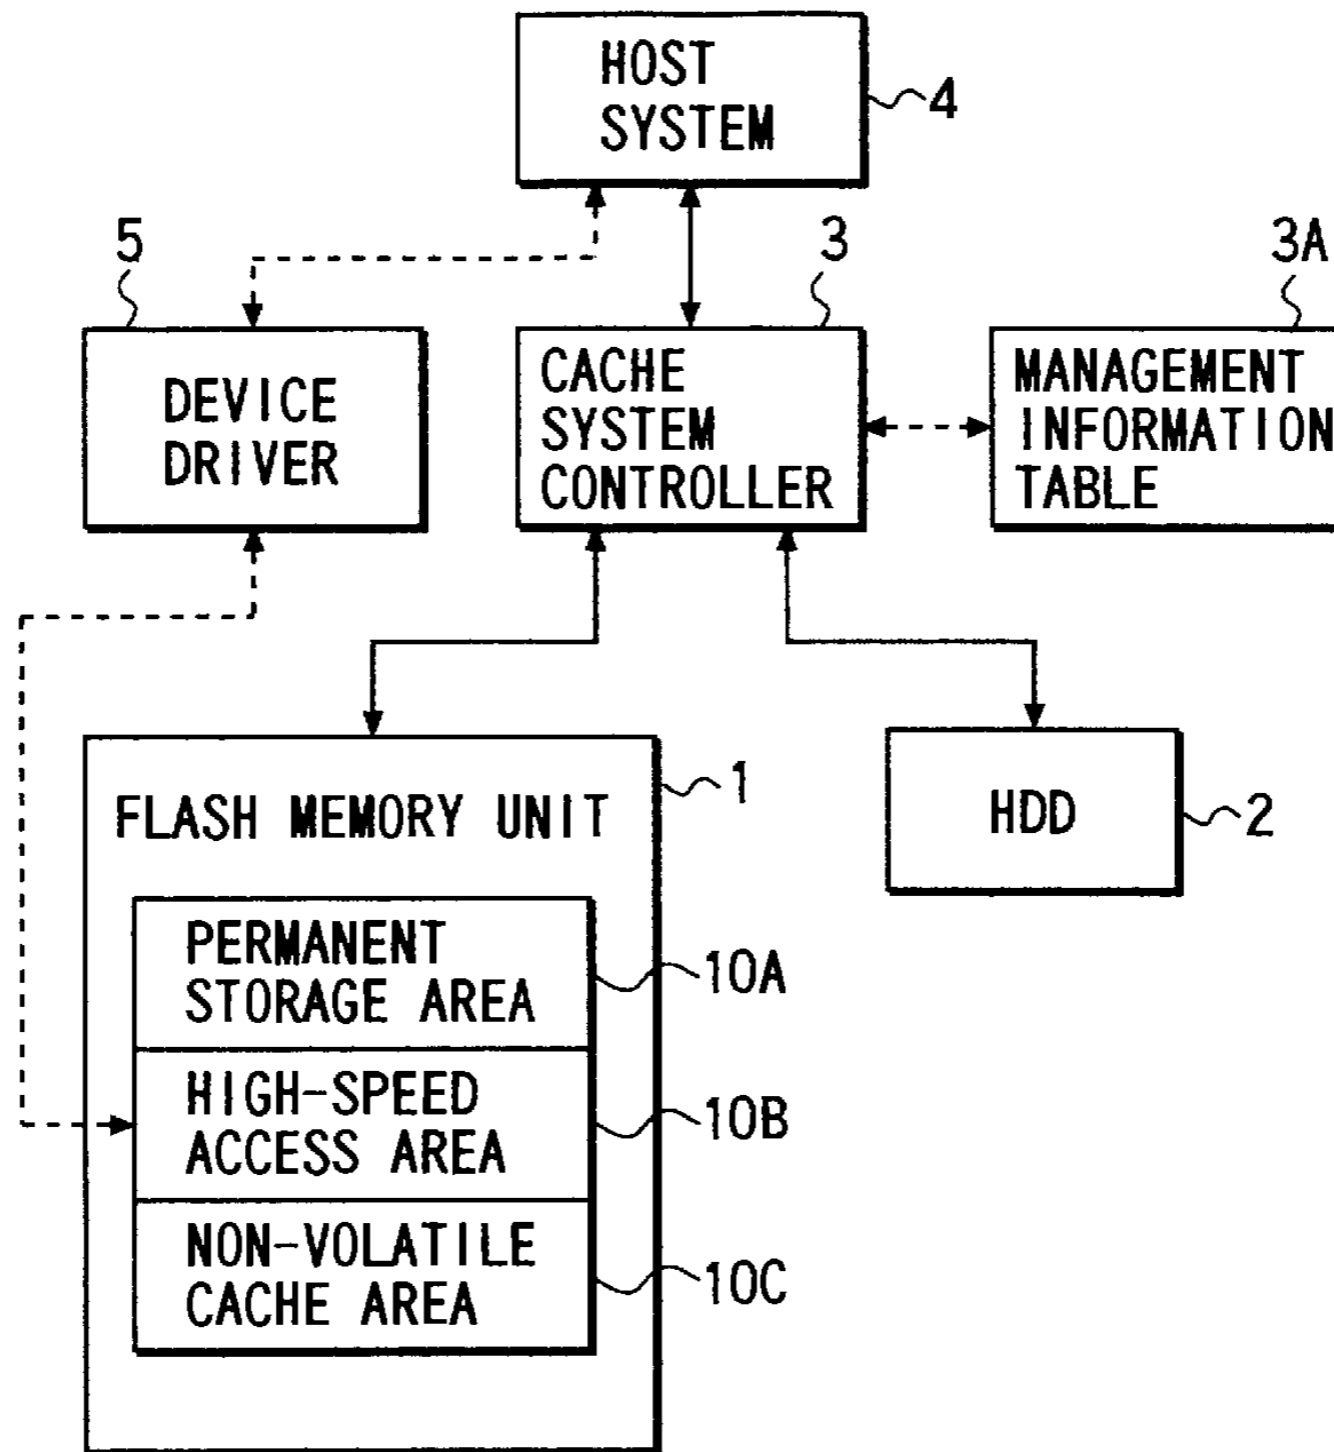 HOST
SYSTEM
4
5
3
3A
DEVICE
DRIVER
CACHE
SYSTEM
CONTROLLER
MANAGEMENT
INFORMATION
TABLE
1
FLASH MEMORY UNIT
HDD
2
PERMANENT
STORAGE AREA
10A
HIGH-SPEED
ACCESS AREA
10B
NON-VOLATILE
CACHE AREA
10C